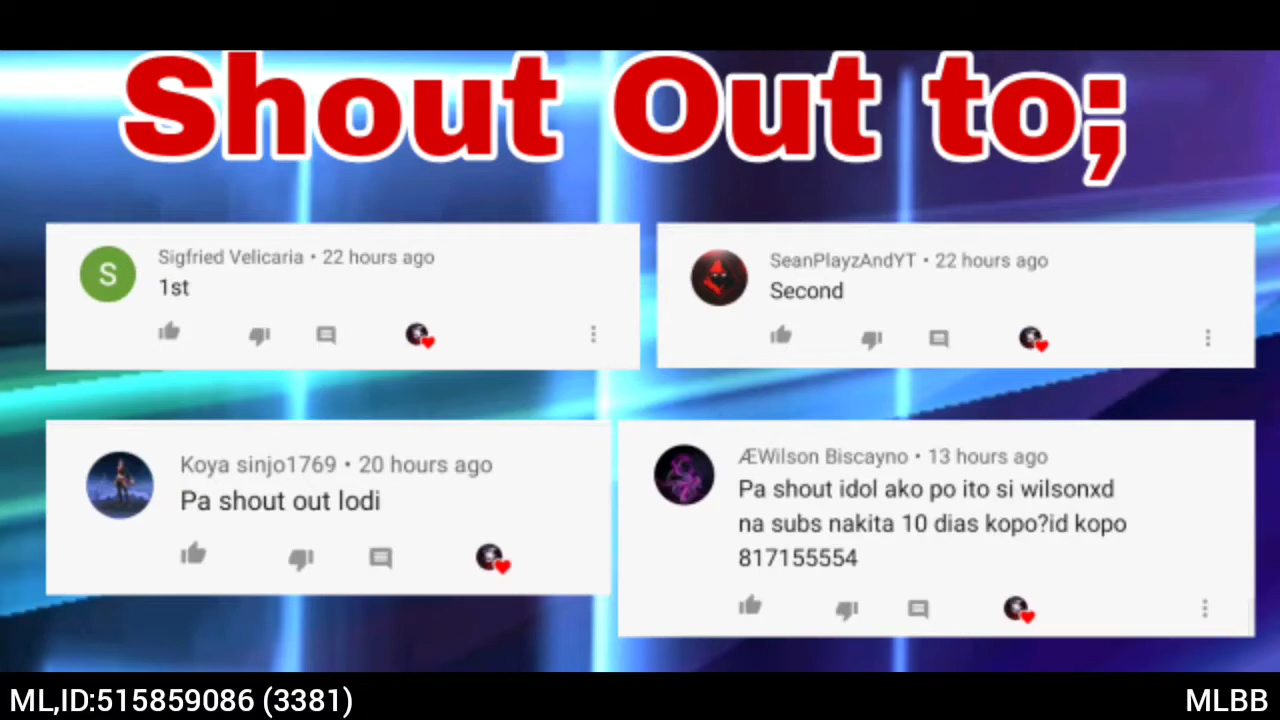 Shout Out to;
Sigfried Velicaria • 22 hours ago
1st
SeanPlayzAndYT • 22 hours ago
Second
Koya sinjo1769 • 20 hours ago
Pa shout out lodi
ÆWilson Biscayno • 13 hours ago
Pa shout idol ako po ito si wilsonxd
na subs nakita 10 dias kopo?id kopo
817155554
S
ML,ID:515859086 (3381)
MLBB